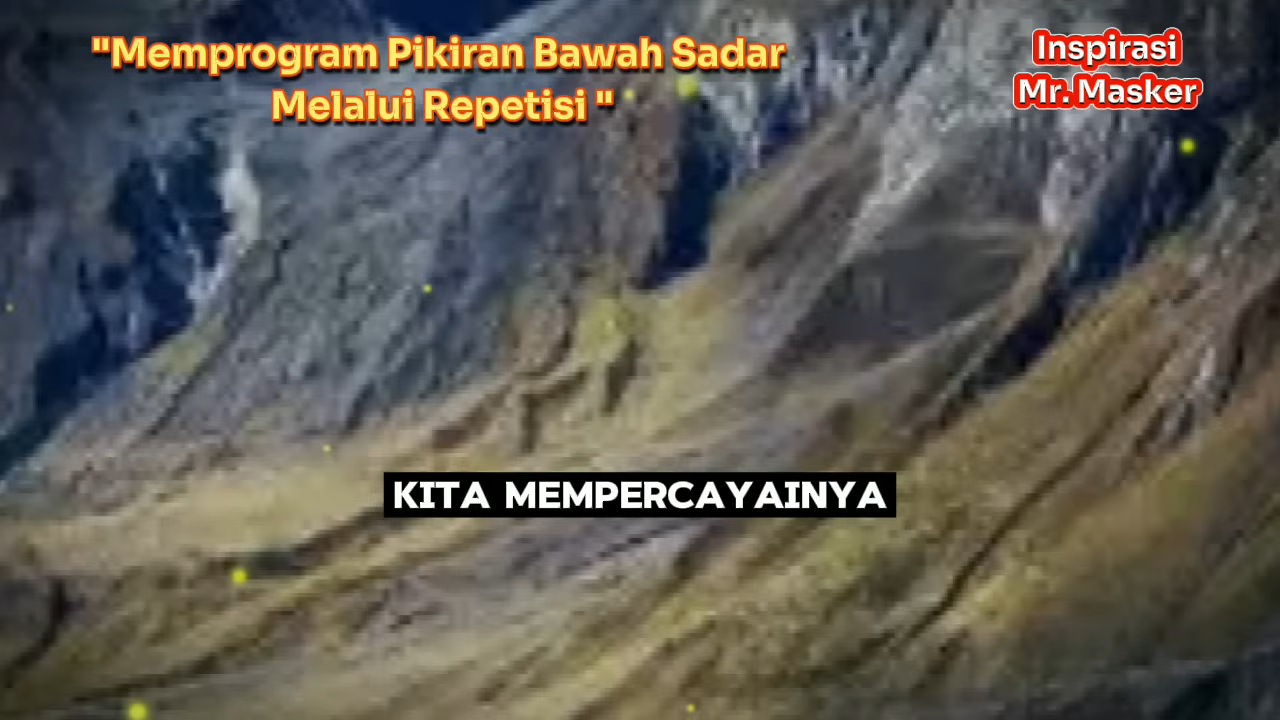 "Memprogram Pikiran Bawah Sadar
Melalui Repetisi "
Inspirasi
Mr. Masker
KITA MEMPERCAYAINYA